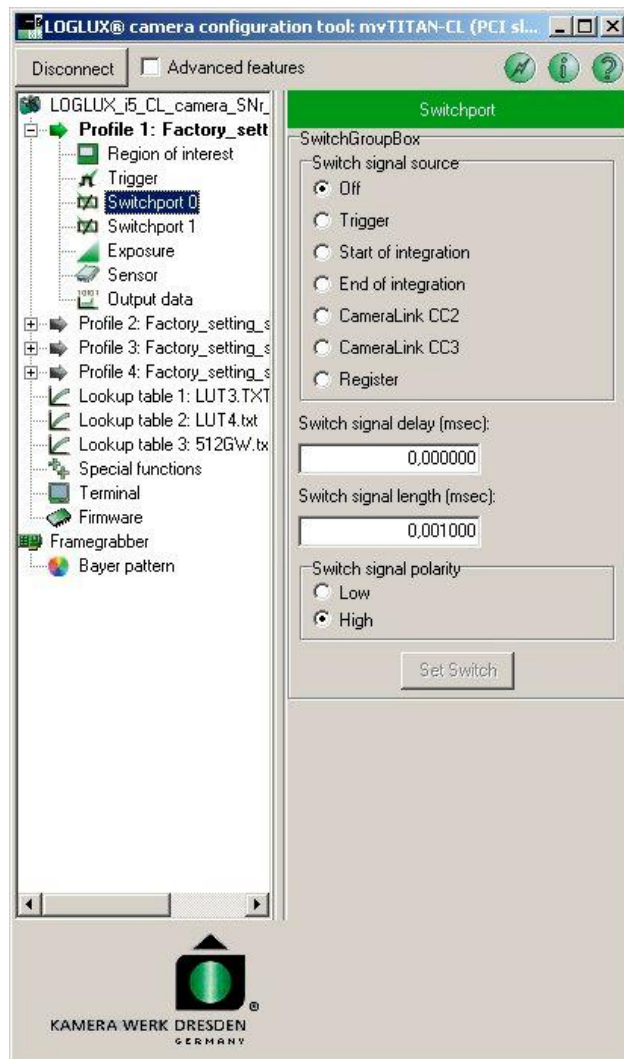 LOGLUX® camera configuration tool: mvTITAN-CL (PCI sl...
Disconnect
Advanced features
LOGLUX_i5_CL_camera_SNr_
Profile 1: Factory_sett
Region of interest
Trigger
Switchport 0
Switchport 1
Exposure
Sensor
Output data
Profile 2: Factory_setting_s
Profile 3: Factory_setting_s
Profile 4: Factory_setting_s
Lookup table 1: LUT3.TXT
Lookup table 2: LUT4.txt
Lookup table 3: 512GW.tx
Special functions
Terminal
Firmware
Framegrabber
Bayer pattern
Switchport
SwitchGroupBox
Switch signal source
Off
Trigger
Start of integration
End of integration
CameraLink CC2
CameraLink CC3
Register
Switch signal delay (msec):
0,000000
Switch signal length (msec):
0,001000
Switch signal polarity
Low
High
Set Switch
®
KAMERA WERK DRESDEN
GERMANY